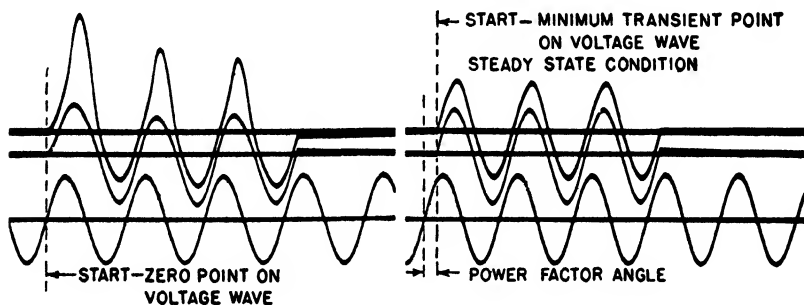 START-ZERO POINT ON
VOLTAGE WAVE
START-MINIMUM TRANSIENT POINT
ON VOLTAGE WAVE
STEADY STATE CONDITION
POWER FACTOR ANGLE